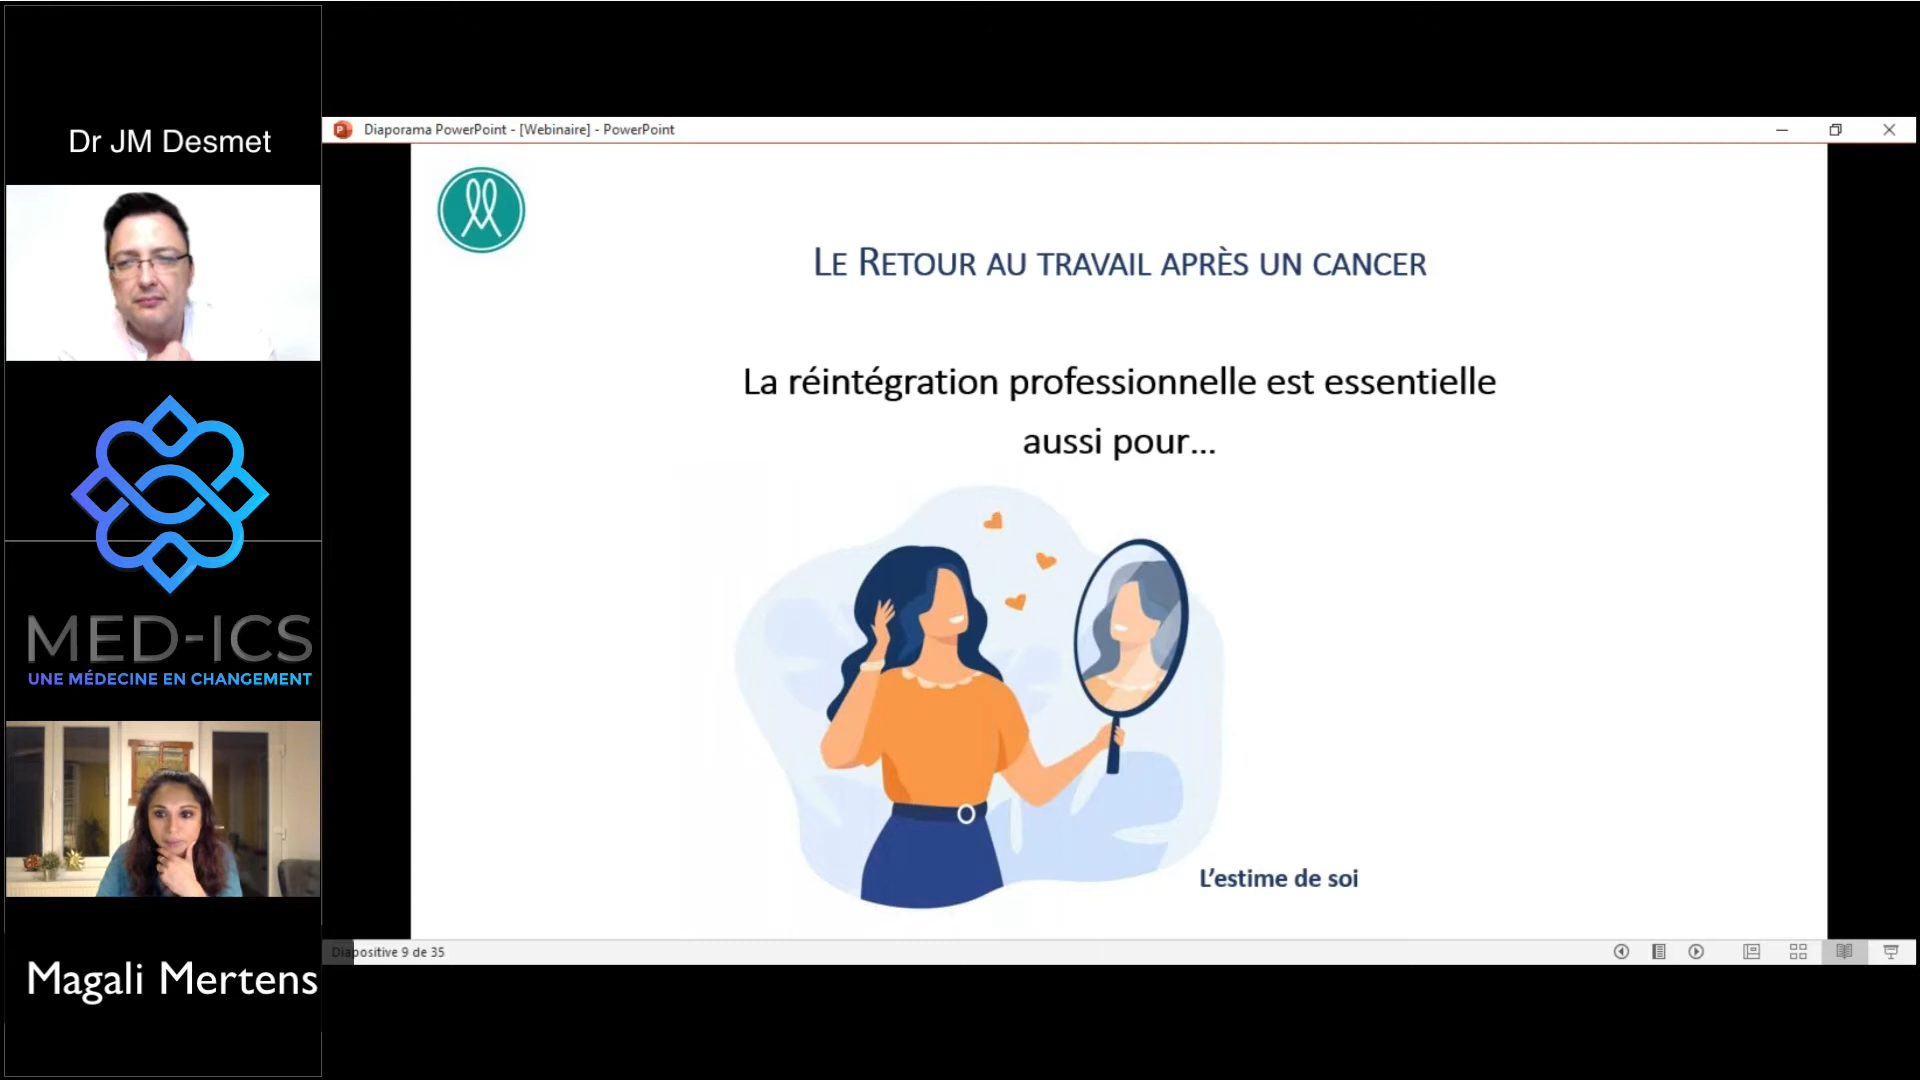 Dr JM Desmet
MED-ICS
UNE MÉDECINE EN CHANGEMENT
Magali Mertens
Diaporama PowerPoint - [Webinaire] - PowerPoint
LE RETOUR AU TRAVAIL APRÈS UN CANCER
La réintégration professionnelle est essentielle
aussi pour...
L'estime de soi
Diapositive 9 de 35